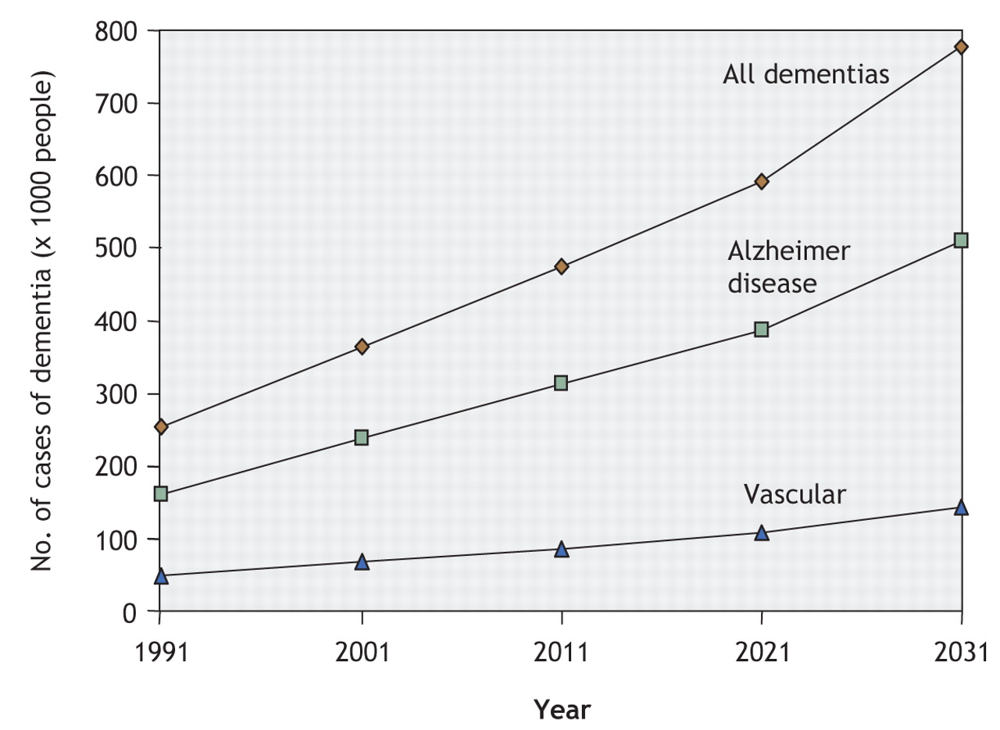 800
700
600
500
400
300
200
100
0
No. of cases of dementia (x 1000 people)
All dementias
Alzheimer
disease
Vascular
1991 2001 2011 2021 2031
Year